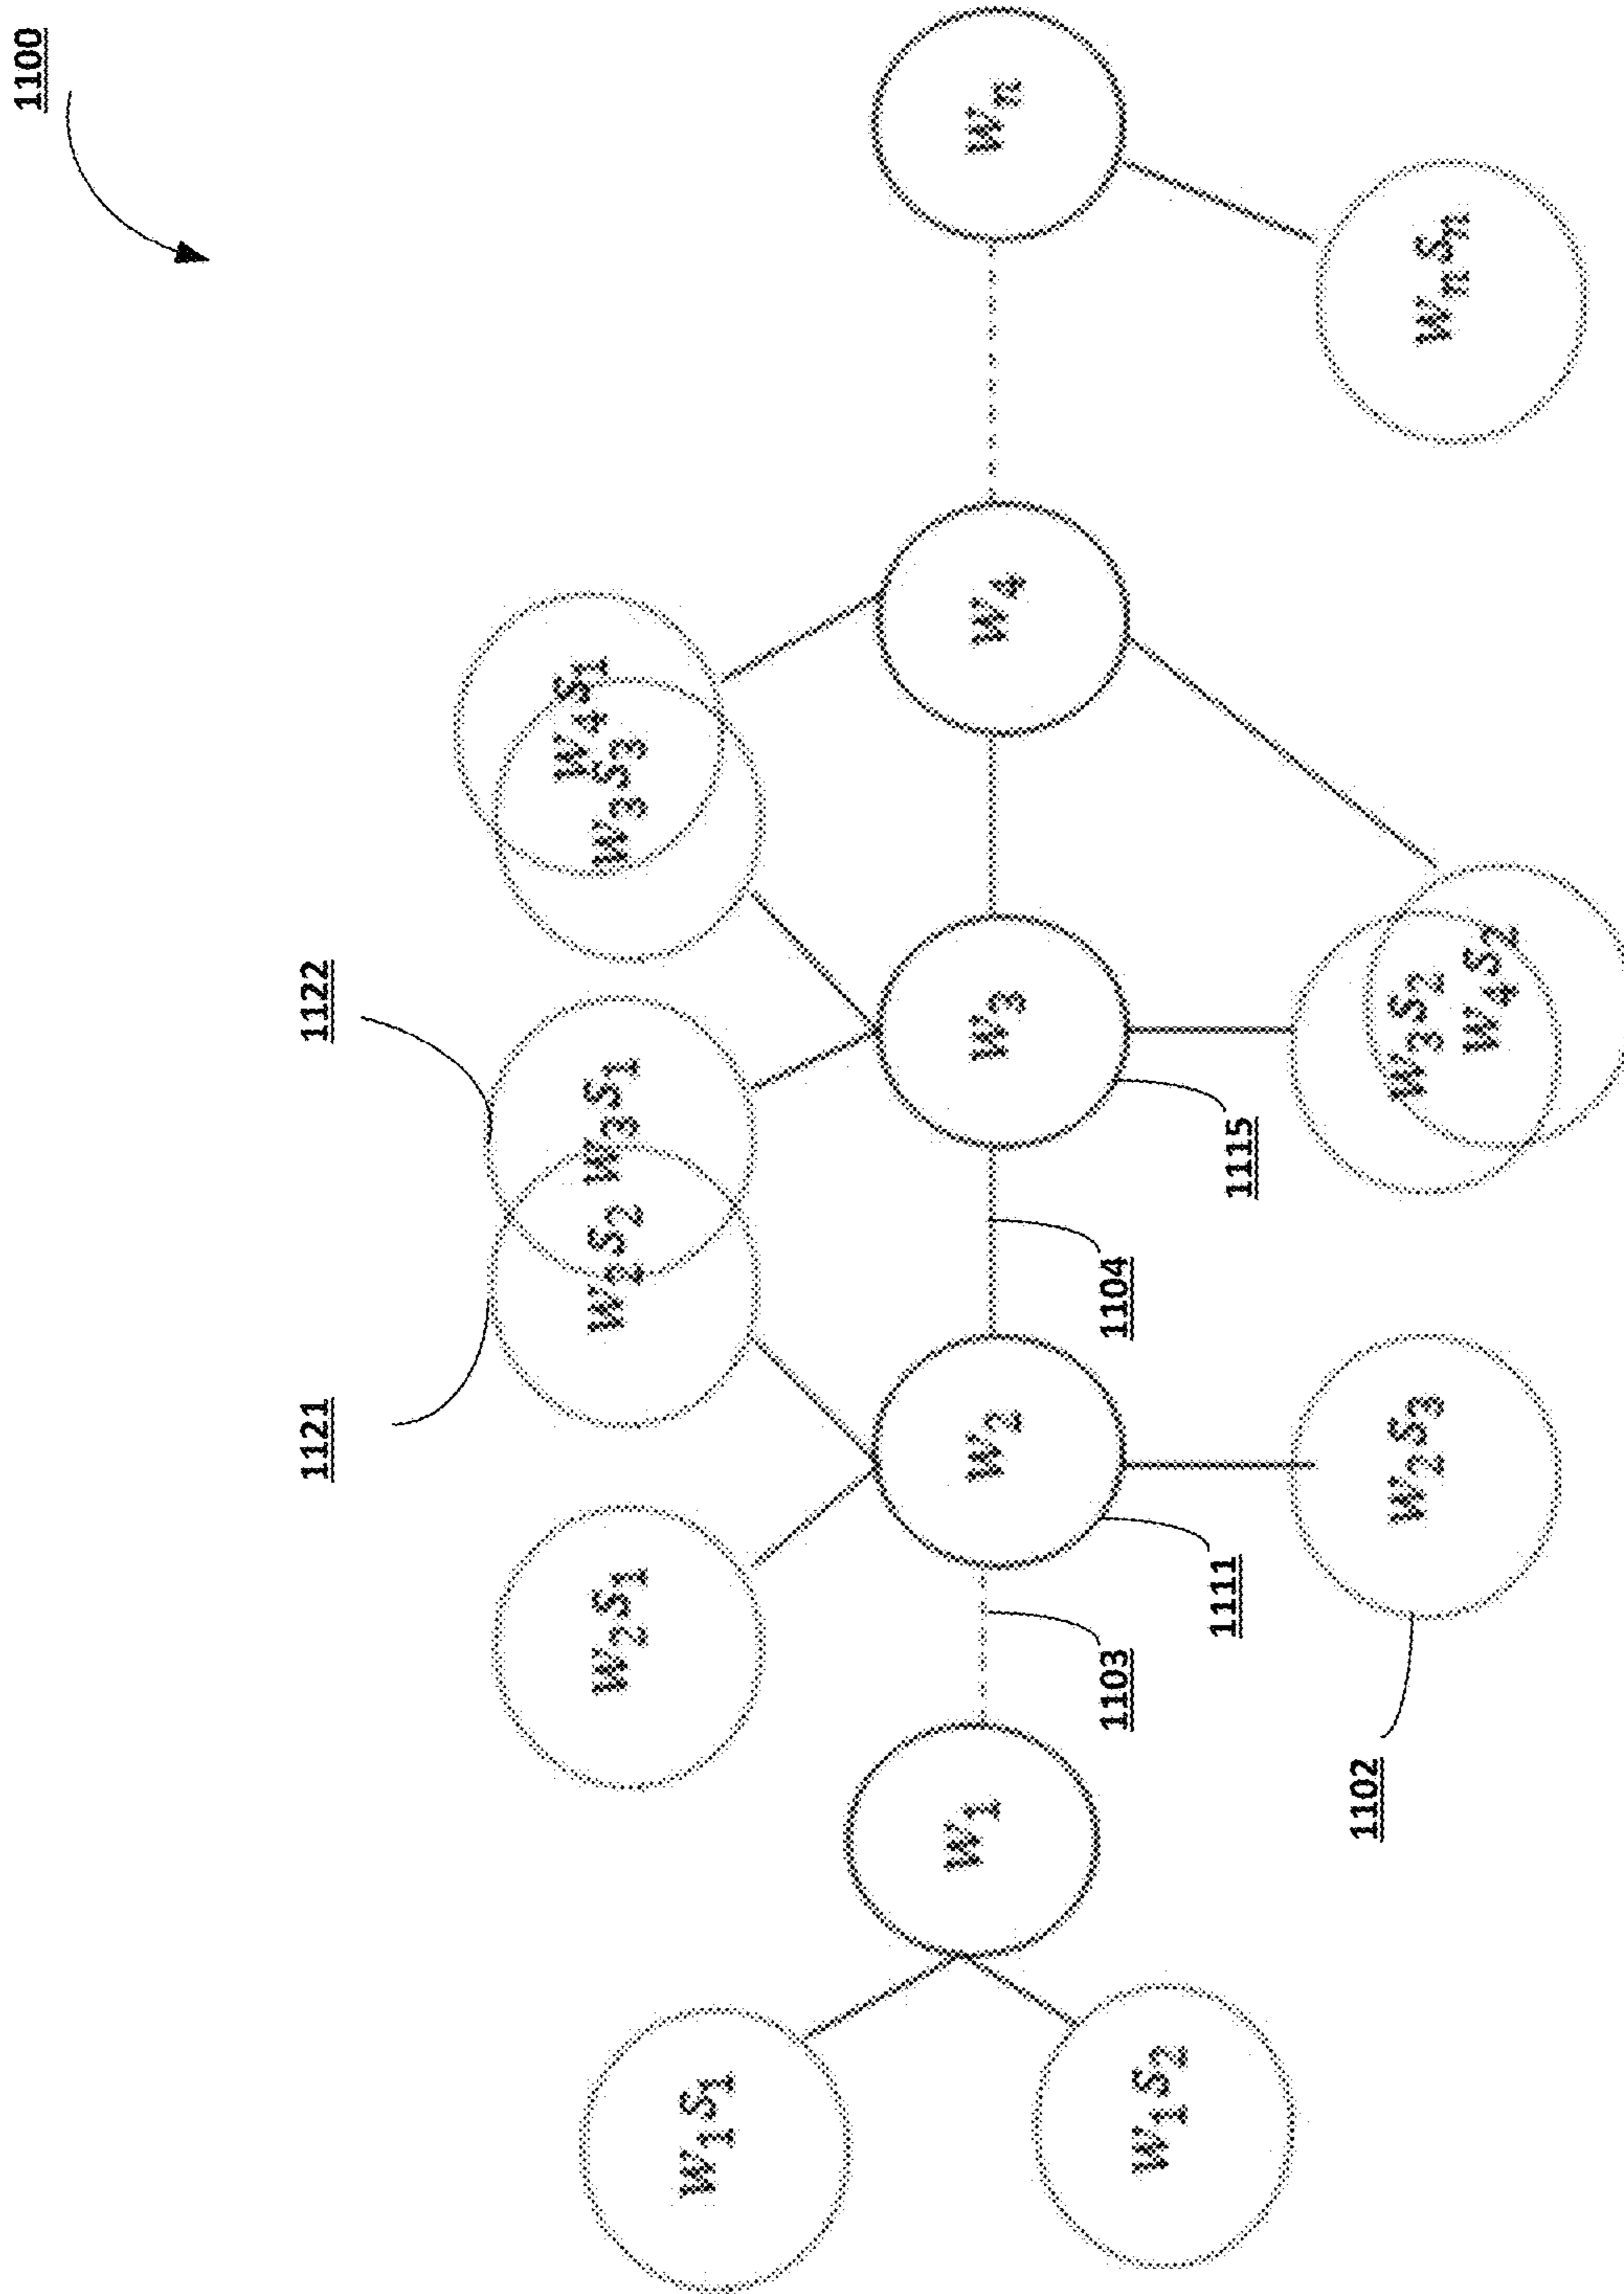 1100
1121
1122
W₄S₁
W₃S₃
W₂S₁
W₂S₂
W₃S₁
W₁S₁
W₁
W₂
W₃
W₄
Wₙ
1103
1104
1111
1115
W₁S₂
1102
W₂S₃
W₃S₂
W₄S₂
WₙSₙ